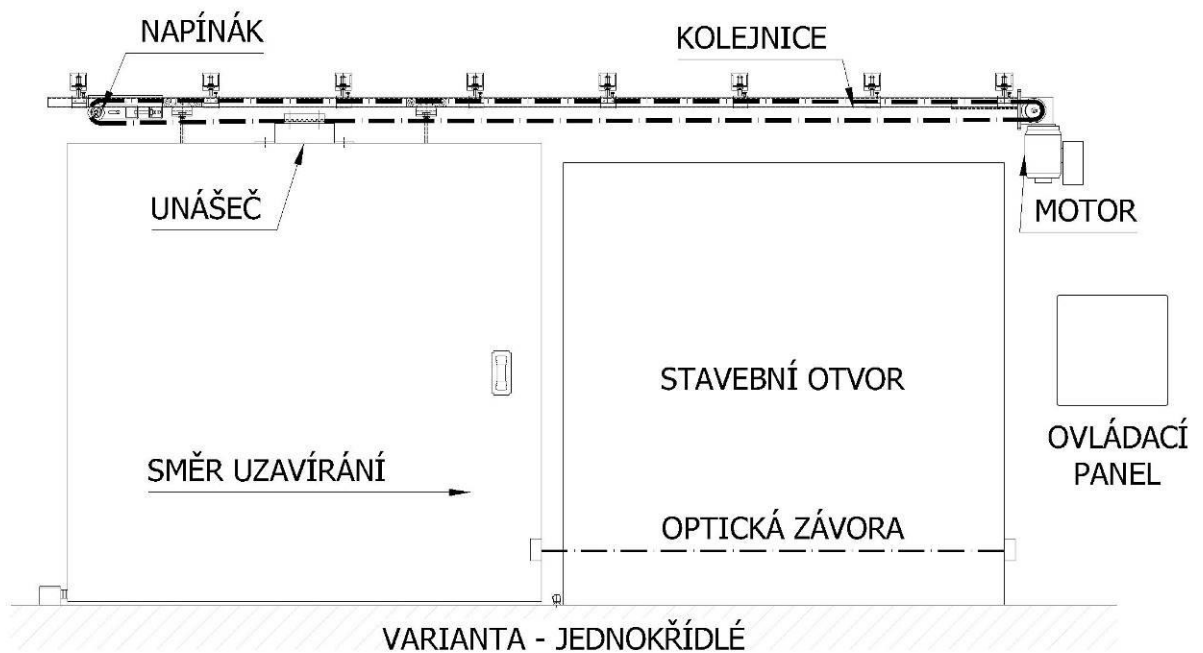 NAPÍNÁK
KOLEJNICE
UNÁŠEČ
MOTOR
STAVEBNÍ OTVOR
OVLÁDACÍ
PANEL
SMĚR UZAVÍRÁNÍ
OPTICKÁ ZÁVORA
VARIANTA - JEDNOKŘÍDLÉ